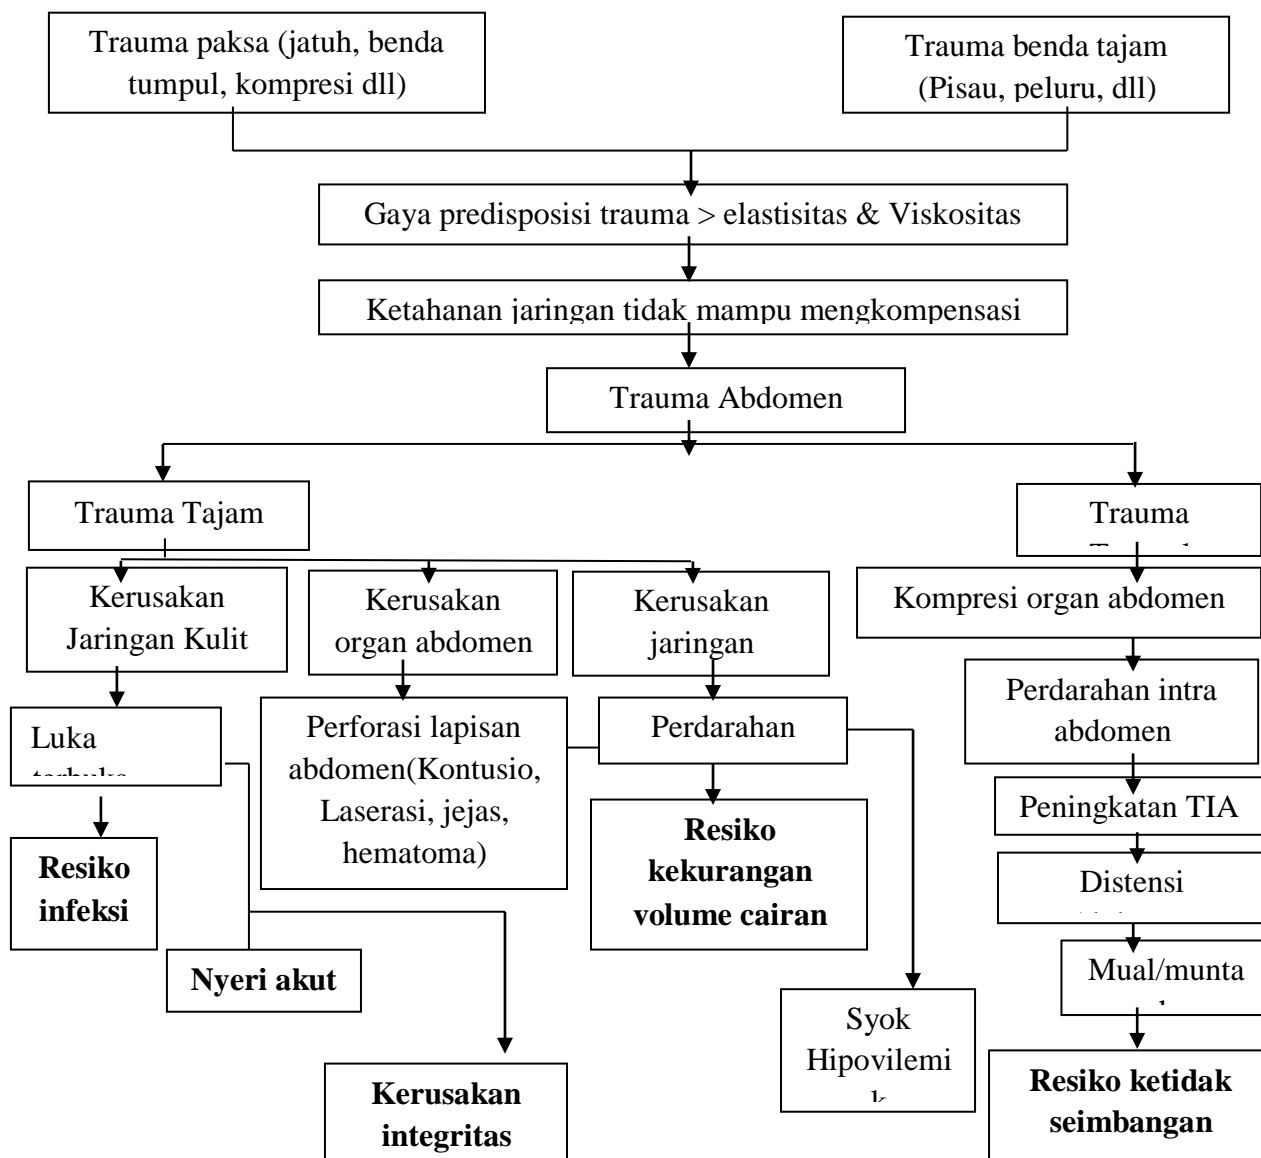 Trauma paksa (jatuh, benda
tumpul, kompresi dll)
Trauma benda tajam
(Pisau, peluru, dll)
Gaya predisposisi trauma > elastisitas & Viskositas
Ketahanan jaringan tidak mampu mengkompensasi
Trauma Abdomen
Trauma Tajam
Trauma
Kerusakan
Jaringan Kulit
Kerusakan
organ abdomen
Kerusakan
jaringan
Kompresi organ abdomen
Luka
Perforasi lapisan
abdomen(Kontusio,
Laserasi, jejas,
hematoma)
Perdarahan
Perdarahan intra
abdomen
Peningkatan TIA
Resiko
infeksi
Resiko
kekurangan
volume cairan
Distensi
Nyeri akut
Mual/munta
Syok
Hipovilemi
k
Kerusakan
integritas
Resiko ketidak
seimbangan